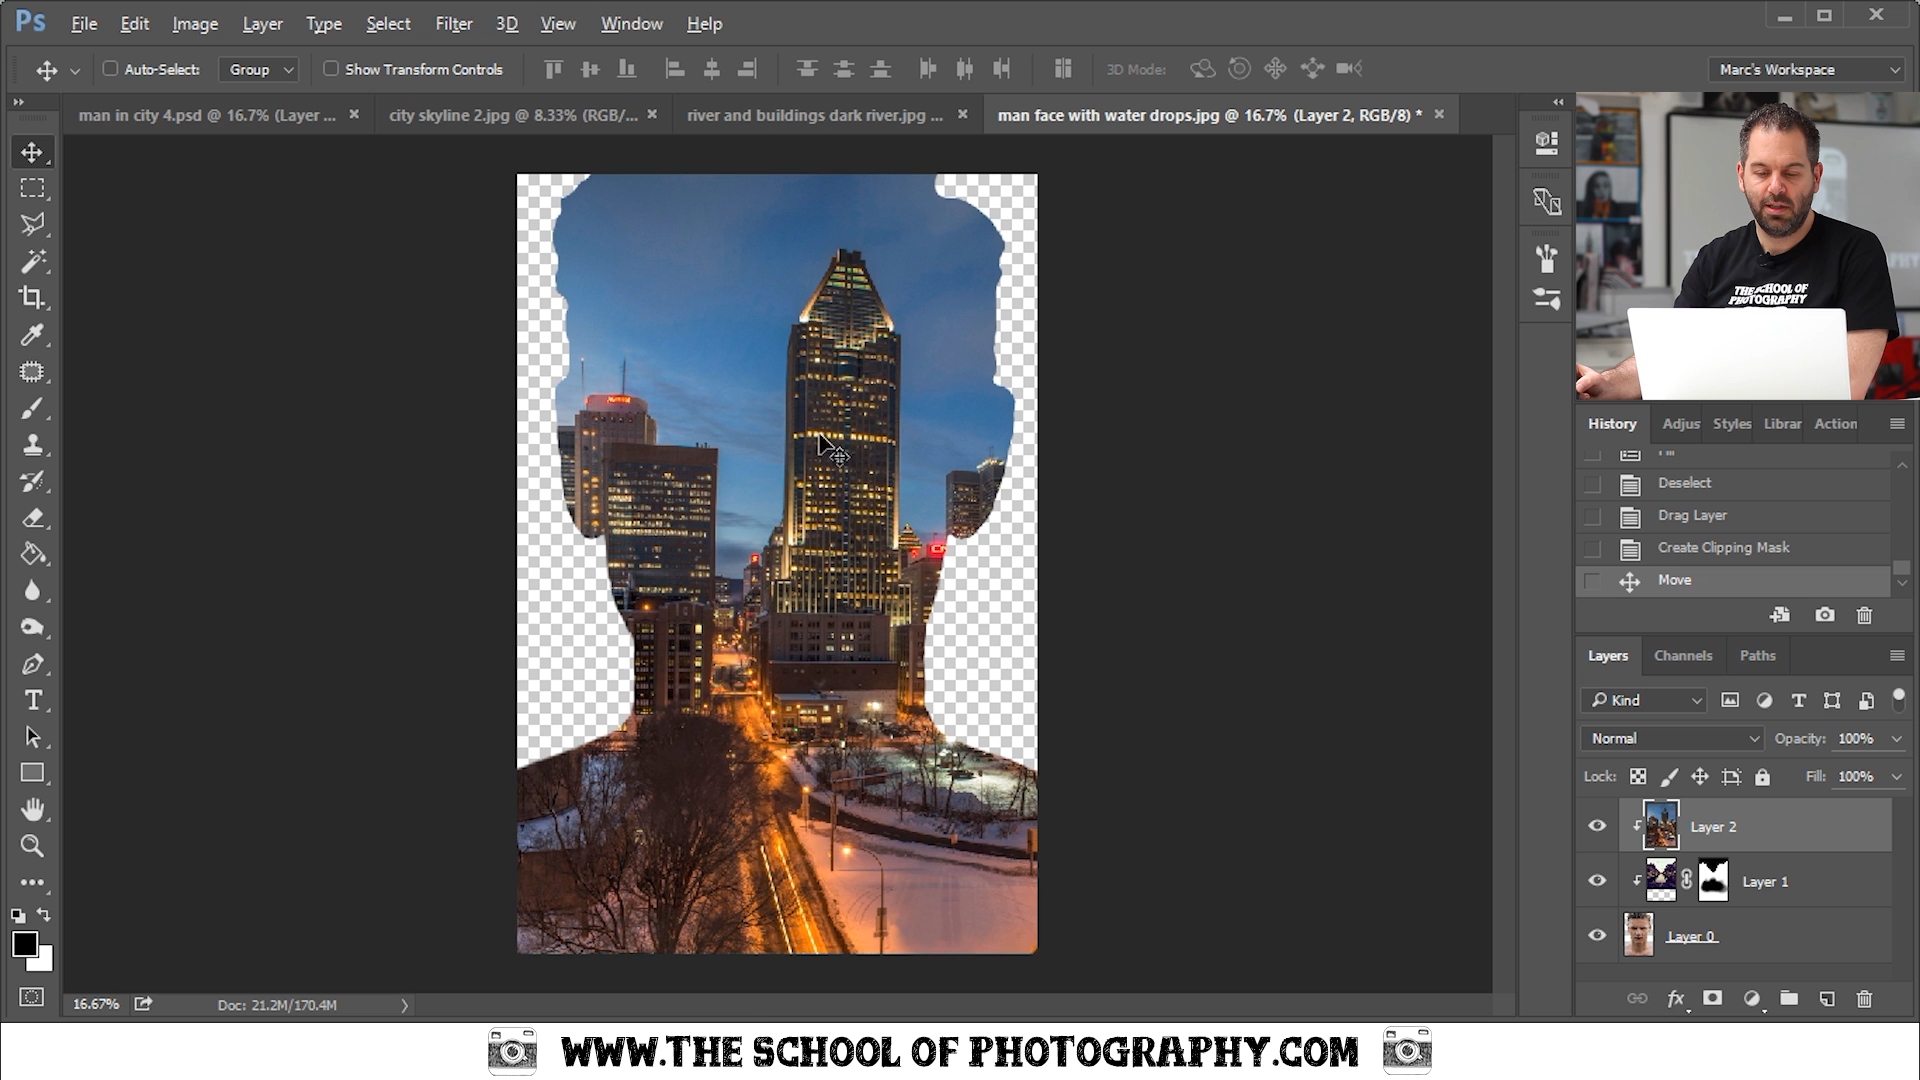 Ps File Edit Image Layer Type Select Filter 3D View Window Help
Auto-Select: Group Show Transform Controls 3D Mode: Marc's Workspace
man in city 4.psd @ 16.7% (Layer ... city skyline 2.jpg @ 8.33% (RGB/... river and buildings dark river.jpg ... man face with water drops.jpg @ 16.7% (Layer 2, RGB/8) *
THE SCHOOL OF
PHOTOGRAPHY
History Adjus Styles Librar Action
Deselect
Drag Layer
Create Clipping Mask
Move
Layers Channels Paths
Kind
Normal Opacity: 100%
Lock: Fill: 100%
Layer 2
Layer 1
Layer 0
fx
16.67% Doc: 21.2M/170.4M
WWW.THE SCHOOL OF PHOTOGRAPHY.COM